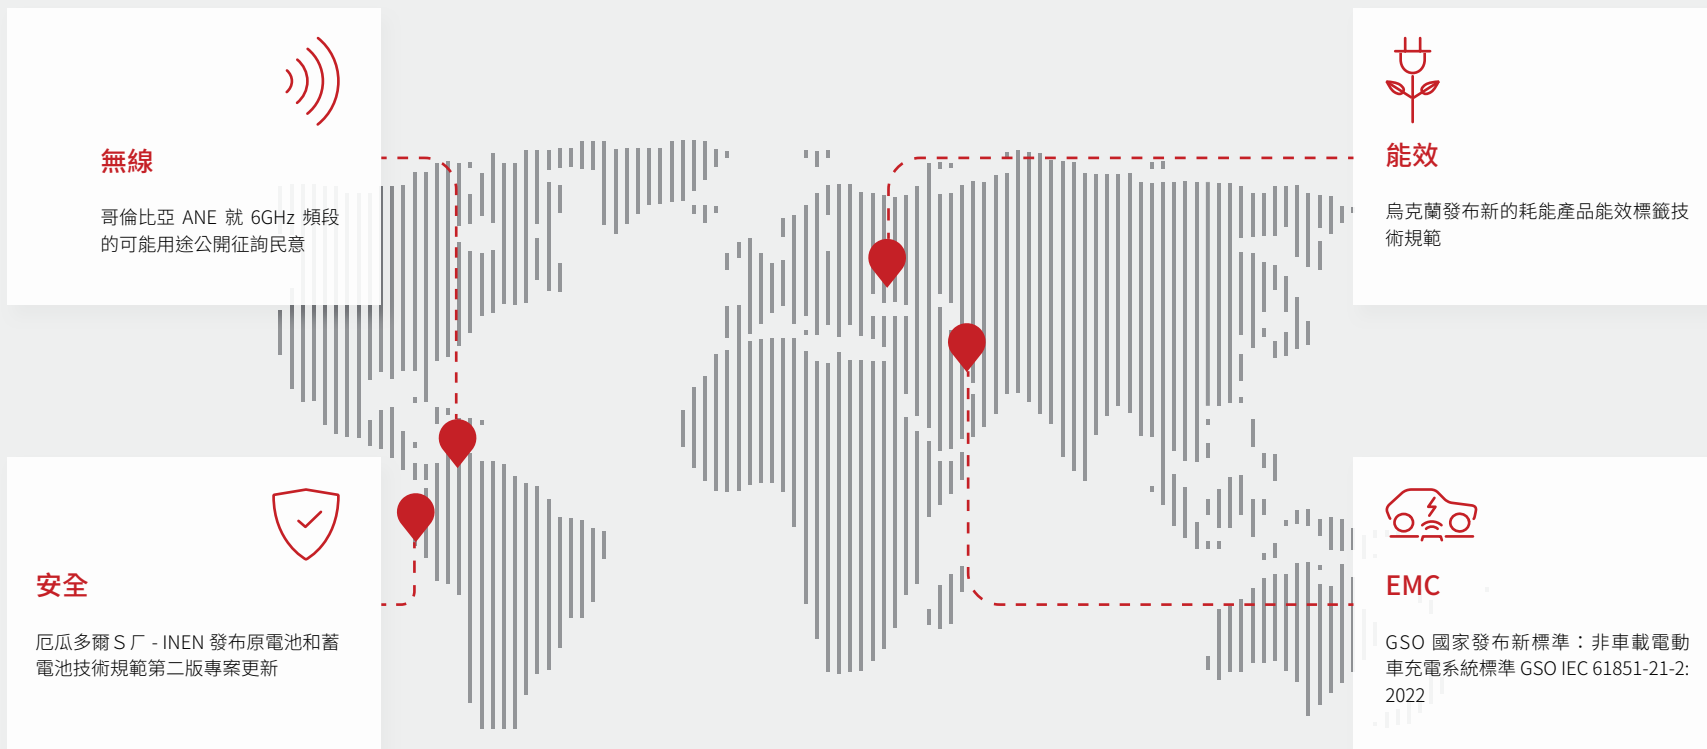 無線
哥倫比亞 ANE 就 6GHz 頻段
的可能用途公開征詢民意
能效
烏克蘭發布新的耗能產品能效標籤技
術規範
安全
厄瓜多爾ＳㄏＳ - INEN 發布原電池和蓄
電池技術規範第二版專案更新
EMC
GSO 國家發布新標準：非車載電動
車充電系統標準 GSO IEC 61851-21-2:
2022